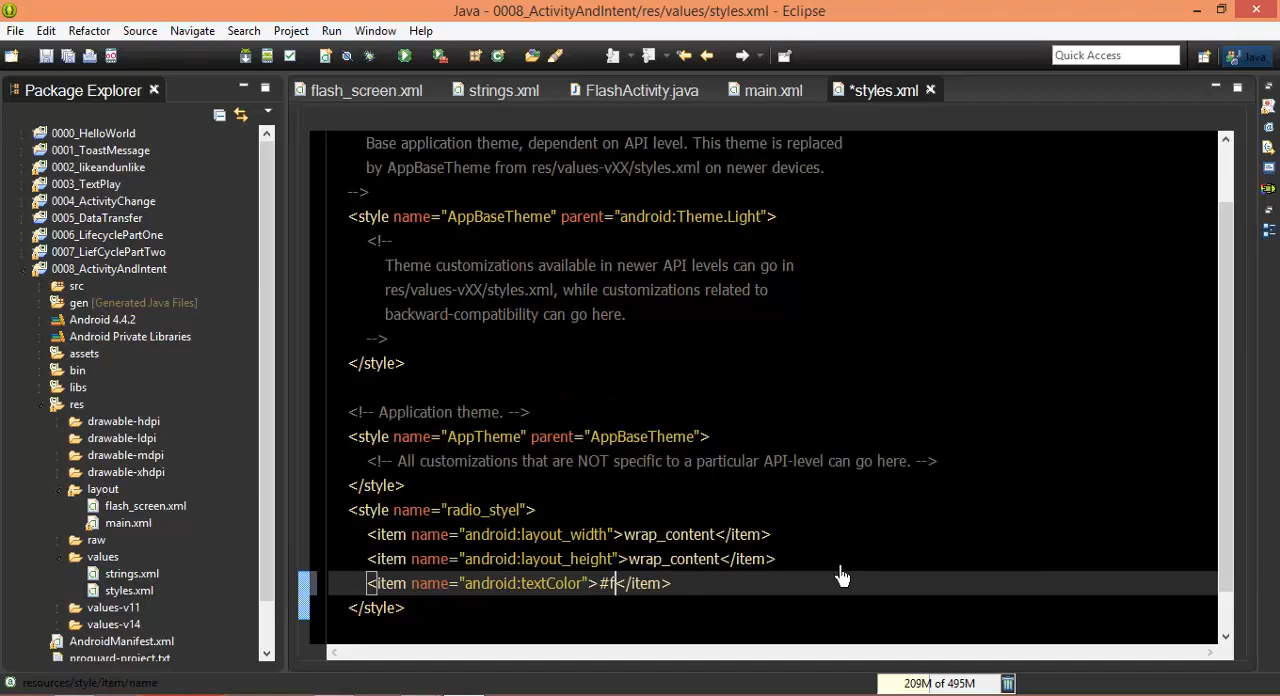 Java - 0008_ActivityAndIntent/res/values/styles.xml - Eclipse
File Edit Refactor Source Navigate Search Project Run Window Help
Quick Access
Java
Package Explorer
flash_screen.xml strings.xml FlashActivity.java main.xml *styles.xml
0000_HelloWorld
0001_ToastMessage
0002_likeandunlike
0003_TextPlay
0004_ActivityChange
0005_DataTransfer
0006_LifecyclePartOne
0007_LiefCyclePartTwo
0008_ActivityAndIntent
src
gen [Generated Java Files]
Android 4.4.2
Android Private Libraries
assets
bin
libs
res
drawable-hdpi
drawable-ldpi
drawable-mdpi
drawable-xhdpi
layout
flash_screen.xml
main.xml
raw
values
strings.xml
styles.xml
values-v11
values-v14
AndroidManifest.xml
proguard-project.txt
Base application theme, dependent on API level. This theme is replaced
by AppBaseTheme from res/values-vXX/styles.xml on newer devices.
-->
<style name="AppBaseTheme" parent="android:Theme.Light">
<!--
Theme customizations available in newer API levels can go in
res/values-vXX/styles.xml, while customizations related to
backward-compatibility can go here.
-->
</style>
<!-- Application theme. -->
<style name="AppTheme" parent="AppBaseTheme">
<!-- All customizations that are NOT specific to a particular API-level can go here. -->
</style>
<style name="radio_styel">
<item name="android:layout_width">wrap_content</item>
<item name="android:layout_height">wrap_content</item>
<item name="android:textColor">#f</item>
</style>
resources/style/item/name
209M of 495M